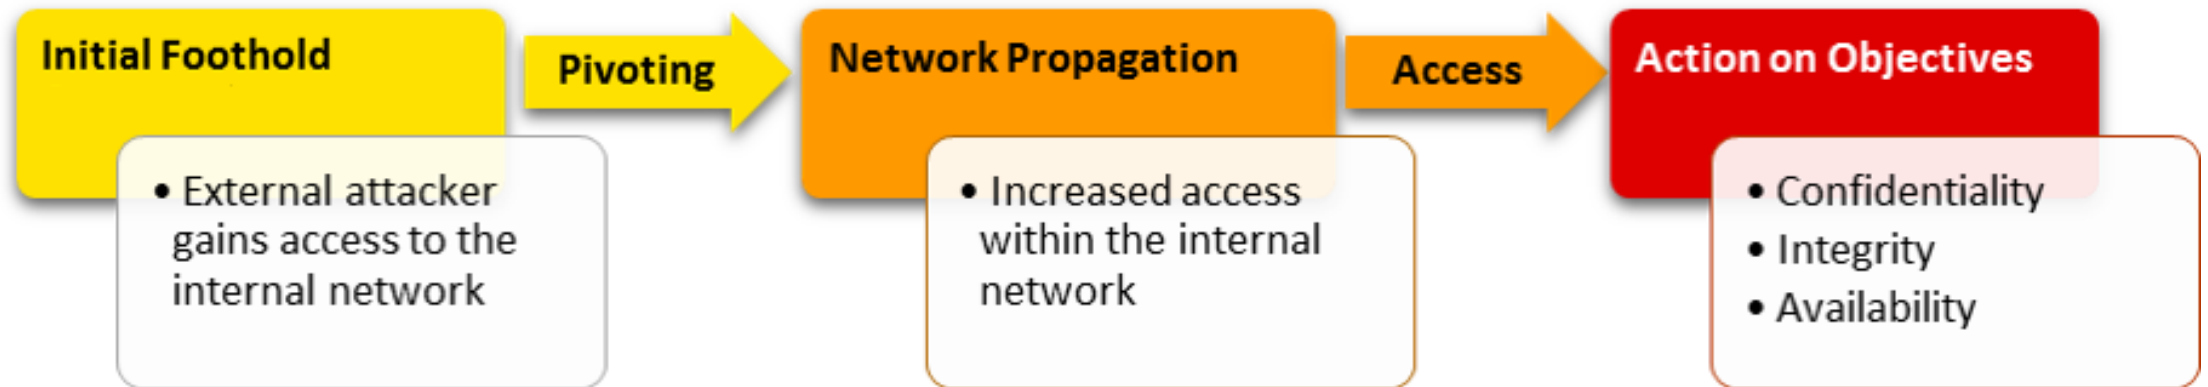 Initial Foothold
• External attacker
gains access to the
internal network
Pivoting
Network Propagation
• Increased access
within the internal
network
Access
Action on Objectives
• Confidentiality
• Integrity
• Availability